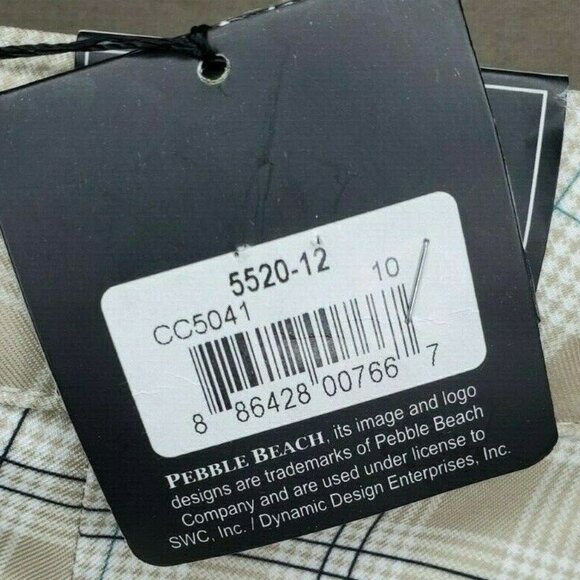 5520-12
CC5041 10
8 86428 00766 7
PEBBLE BEACH, its image and logo
designs are trademarks of Pebble Beach
Company and are used under license to
SWC, Inc. / Dynamic Design Enterprises, Inc.